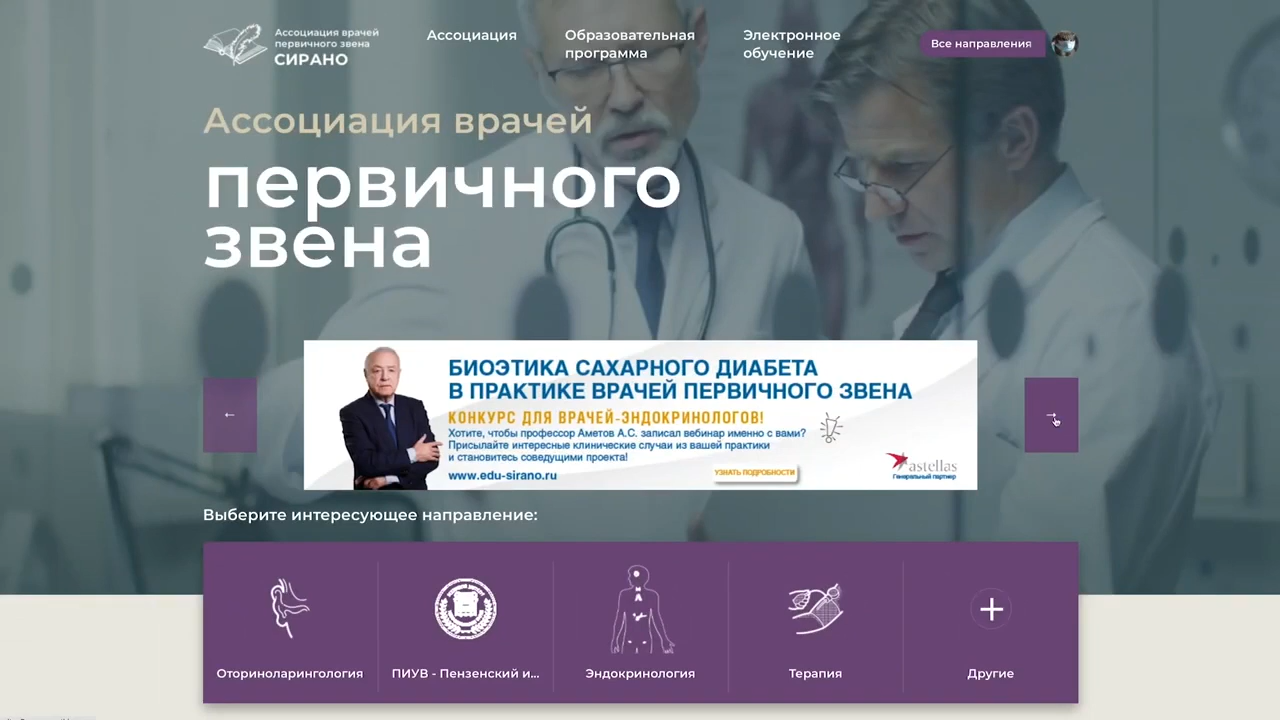 Ассоциация врачей
первичного звена
СИРАНО
Ассоциация
Образовательная
программа
Электронное
обучение
Все направления
Ассоциация врачей
первичного
звена
БИОЭТИКА САХАРНОГО ДИАБЕТА
В ПРАКТИКЕ ВРАЧЕЙ ПЕРВИЧНОГО ЗВЕНА
КОНКУРС ДЛЯ ВРАЧЕЙ-ЭНДОКРИНОЛОГОВ!
Хотите, чтобы профессор Аметов А.С. записал вебинар именно с вами?
Присылайте интересные клинические случаи из вашей практики
и становитесь соведущими проекта!
www.edu-sirano.ru
УЗНАТЬ ПОДРОБНОСТИ
astellas
Генеральный партнер
Выберите интересующее направление:
Оториноларингология
ПИУВ - Пензенский и...
Эндокринология
Терапия
Другие